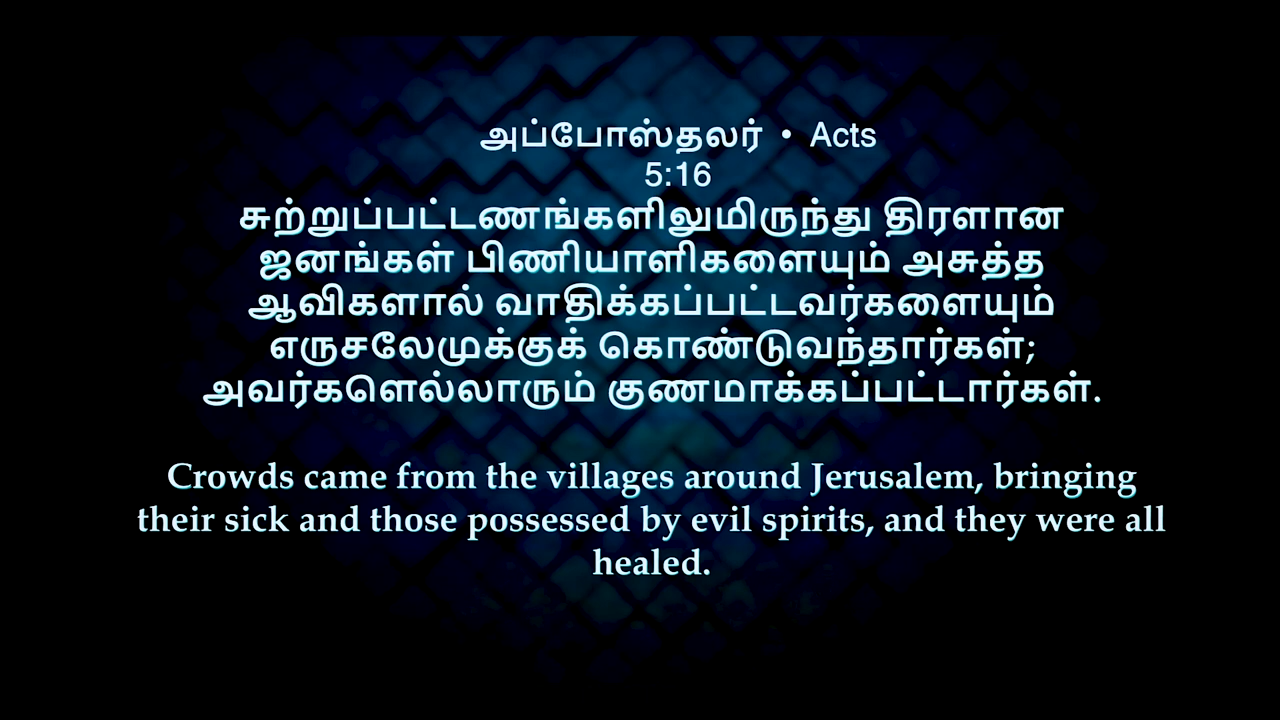 அப்போஸ்தலர் • Acts
5:16
சுற்றுப்பட்டணங்களிலுமிருந்து திரளான
ஜனங்கள் பிணியாளிகளையும் அசுத்த
ஆவிகளால் வாதிக்கப்பட்டவர்களையும்
எருசலேமுக்குக் கொண்டுவந்தார்கள்;
அவர்களெல்லாரும் குணமாக்கப்பட்டார்கள்.
Crowds came from the villages around Jerusalem, bringing
their sick and those possessed by evil spirits, and they were all
healed.